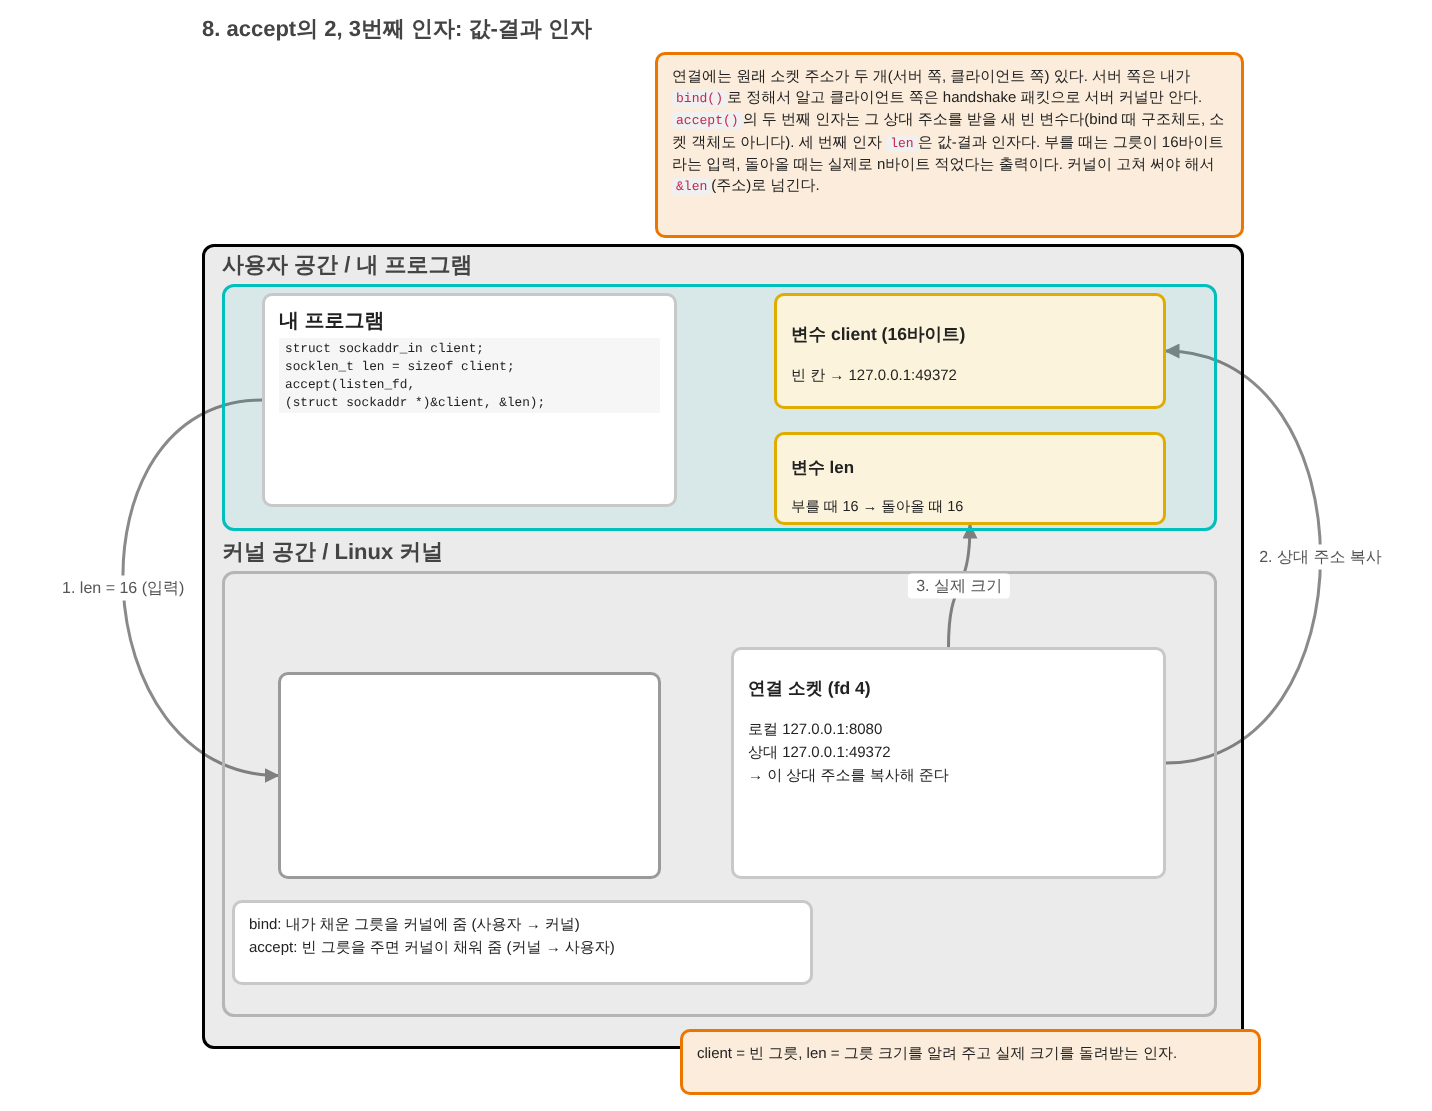 8. accept의 2, 3번째 인자: 값-결과 인자
연결에는 원래 소켓 주소가 두 개(서버 쪽, 클라이언트 쪽) 있다. 서버 쪽은 내가
bind() 로 정해서 알고 클라이언트 쪽은 handshake 패킷으로 서버 커널만 안다.
accept() 의 두 번째 인자는 그 상대 주소를 받을 새 빈 변수다(bind 때 구조체도, 소
켓 객체도 아니다). 세 번째 인자 len 은 값-결과 인자다. 부를 때는 그릇이 16바이트
라는 입력, 돌아올 때는 실제로 n바이트 적었다는 출력이다. 커널이 고쳐 써야 해서
&len (주소)로 넘긴다.
사용자 공간 / 내 프로그램
내 프로그램
struct sockaddr_in client;
socklen_t len = sizeof client;
accept(listen_fd,
(struct sockaddr *)&client, &len);
변수 client (16바이트)
빈 칸 → 127.0.0.1:49372
변수 len
부를 때 16 → 돌아올 때 16
커널 공간 / Linux 커널
1. len = 16 (입력)
2. 상대 주소 복사
3. 실제 크기
연결 소켓 (fd 4)
로컬 127.0.0.1:8080
상대 127.0.0.1:49372
→ 이 상대 주소를 복사해 준다
bind: 내가 채운 그릇을 커널에 줌 (사용자 → 커널)
accept: 빈 그릇을 주면 커널이 채워 줌 (커널 → 사용자)
client = 빈 그릇, len = 그릇 크기를 알려 주고 실제 크기를 돌려받는 인자.